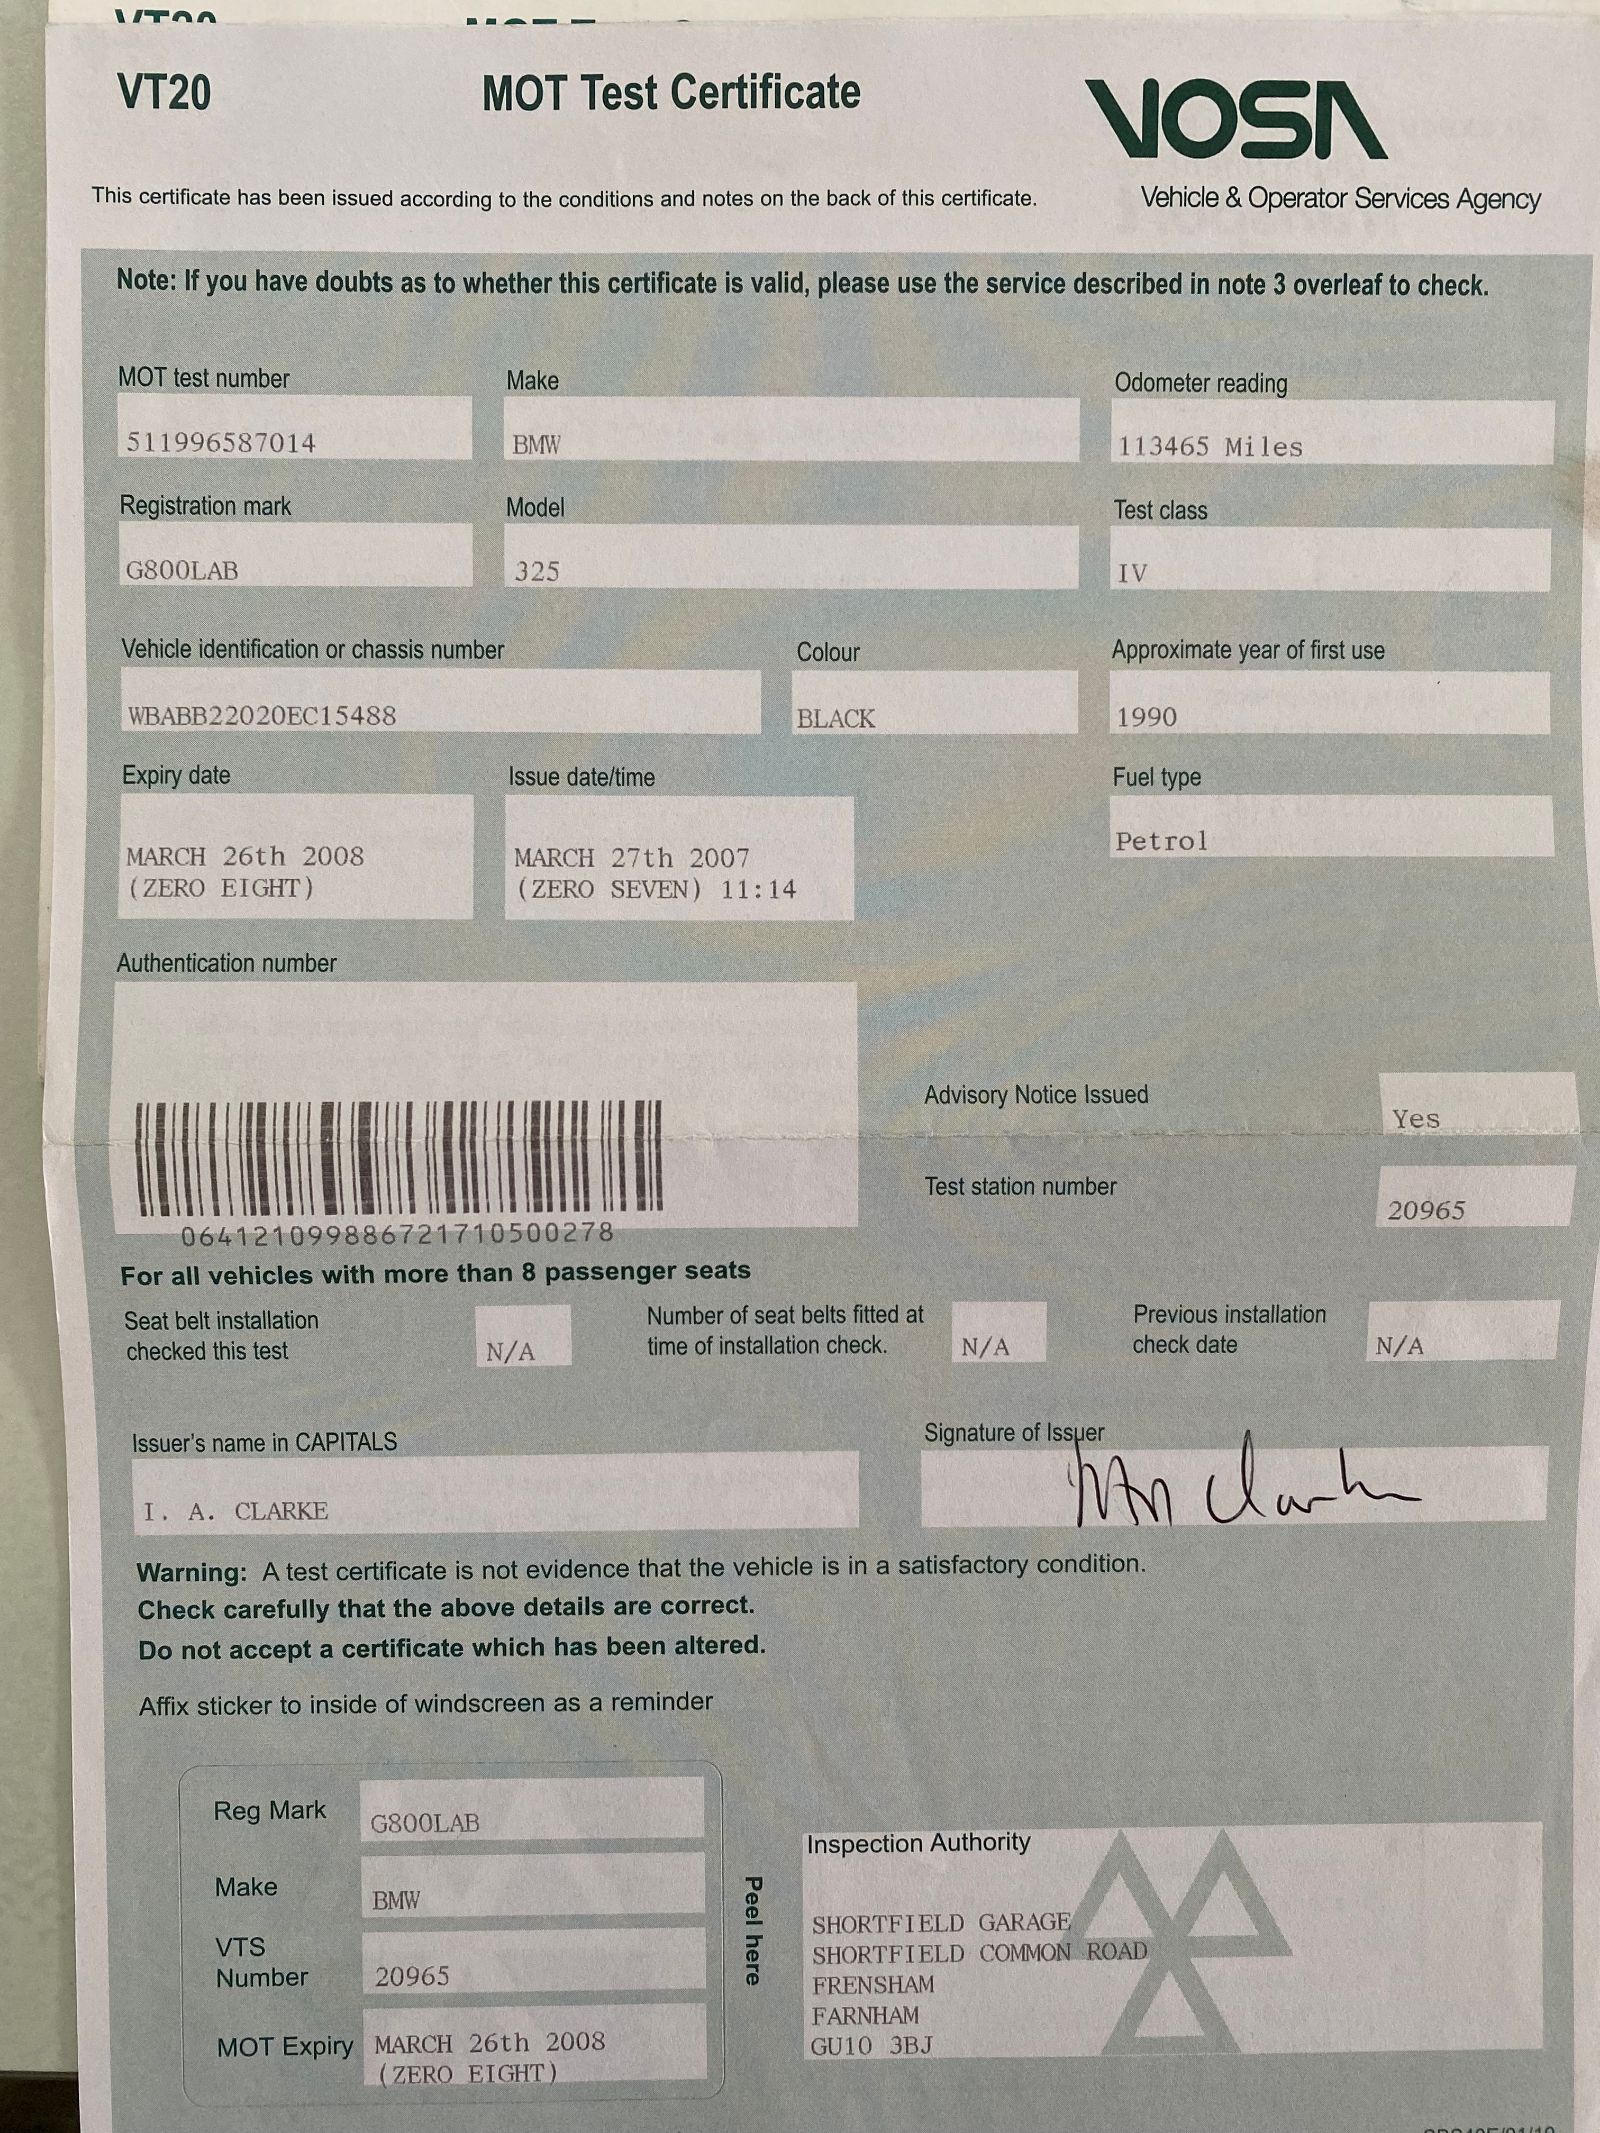 VT20
MOT Test Certificate
VOSA
This certificate has been issued according to the conditions and notes on the back of this certificate.
Vehicle & Operator Services Agency
Note: If you have doubts as to whether this certificate is valid, please use the service described in note 3 overleaf to check.
MOT test number
Make
Odometer reading
511996587014
BMW
113465 Miles
Registration mark
Model
Test class
G800LAB
325
IV
Vehicle identification or chassis number
Colour
Approximate year of first use
WBABB22020EC15488
BLACK
1990
Expiry date
Issue date/time
Fuel type
MARCH 26th 2008
(ZERO EIGHT)
MARCH 27th 2007
(ZERO SEVEN) 11:14
Petrol
Authentication number
Advisory Notice Issued
Yes
Test station number
20965
064121099886721710500278
For all vehicles with more than 8 passenger seats
Seat belt installation
checked this test
N/A
Number of seat belts fitted at
time of installation check.
N/A
Previous installation
check date
N/A
Issuer's name in CAPITALS
Signature of Issuer
I. A. CLARKE
Clarke
Warning: A test certificate is not evidence that the vehicle is in a satisfactory condition.
Check carefully that the above details are correct.
Do not accept a certificate which has been altered.
Affix sticker to inside of windscreen as a reminder
Reg Mark
G800LAB
Make
BMW
VTS
Number
20965
MOT Expiry
MARCH 26th 2008
(ZERO EIGHT)
Peel here
Inspection Authority
SHORTFIELD GARAGE
SHORTFIELD COMMON ROAD
FRENSHAM
FARNHAM
GU10 3BJ